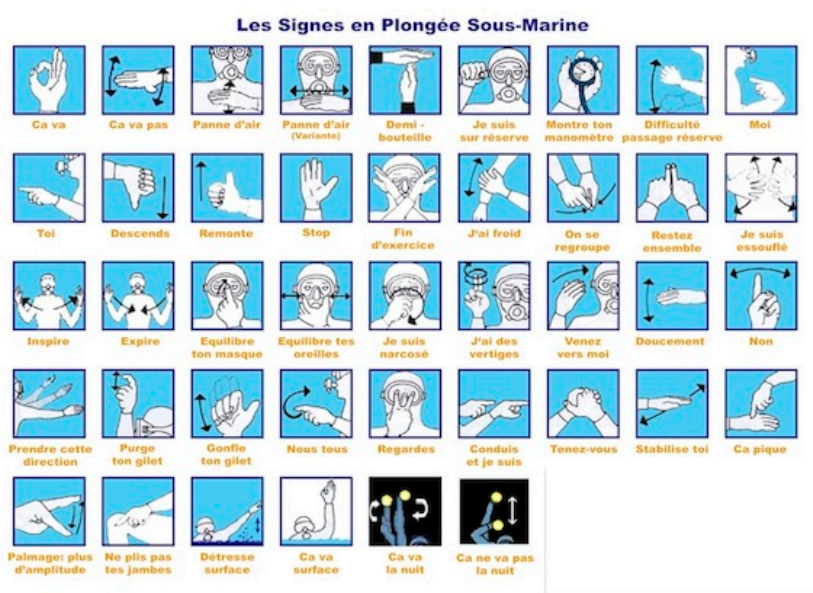 Les Signes en Plongée Sous-Marine
Ca va
Ca va pas
Panne d'air
Panne d'air
(Variante)
Demi -
bouteille
Je suis
sur réserve
Montre ton
manomètre
Difficulté
passage réserve
Moi
Toi
Descends
Remonte
Stop
Fin
d'exercice
J'ai froid
On se
regroupe
Restez
ensemble
Je suis
essouflé
Inspire
Expire
Equilibre
ton masque
Equilibre tes
oreilles
Je suis
narcosé
J'ai des
vertiges
Venez
vers moi
Doucement
Non
Prendre cette
direction
Purge
ton gilet
Gonfle
ton gilet
Nous tous
Regardes
Conduis
et je suis
Tenez-vous
Stabilise toi
Ca pique
Palmage: plus
d'amplitude
Ne plis pas
tes jambes
Détresse
surface
Ca va
surface
Ca va
la nuit
Ca ne va pas
la nuit